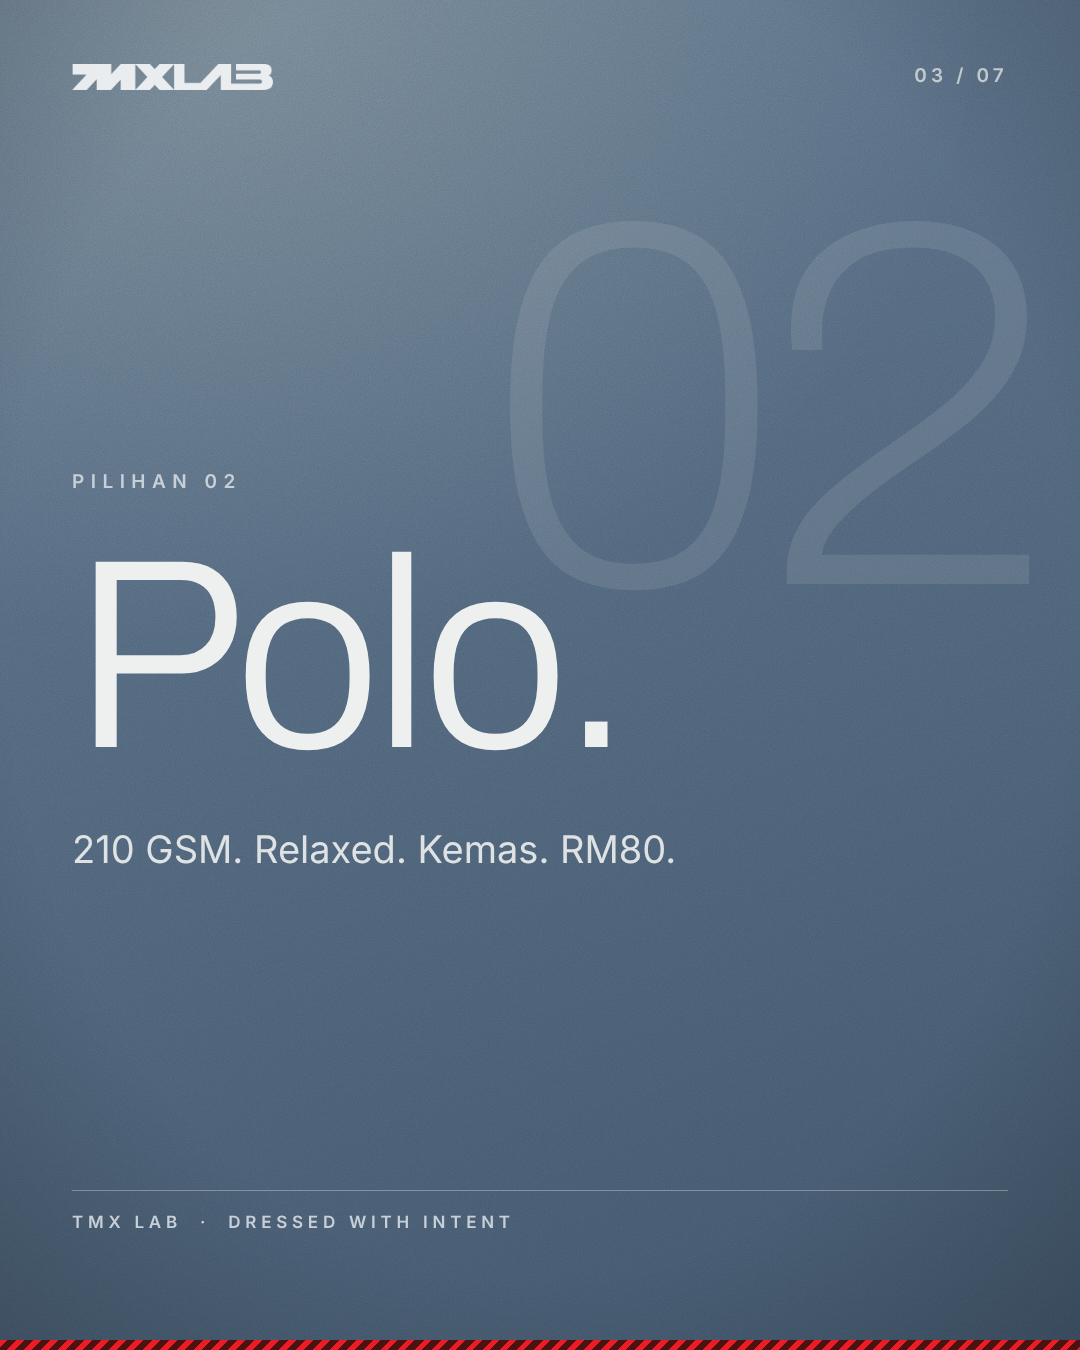 TMXLAB
03 / 07
02
PILIHAN 02
Polo.
210 GSM. Relaxed. Kemas. RM80.
TMX LAB · DRESSED WITH INTENT